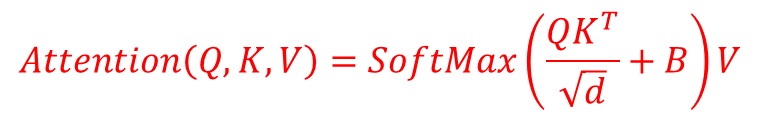 Attention(Q, K, V) = SoftMax(QK^T/√d + B)V